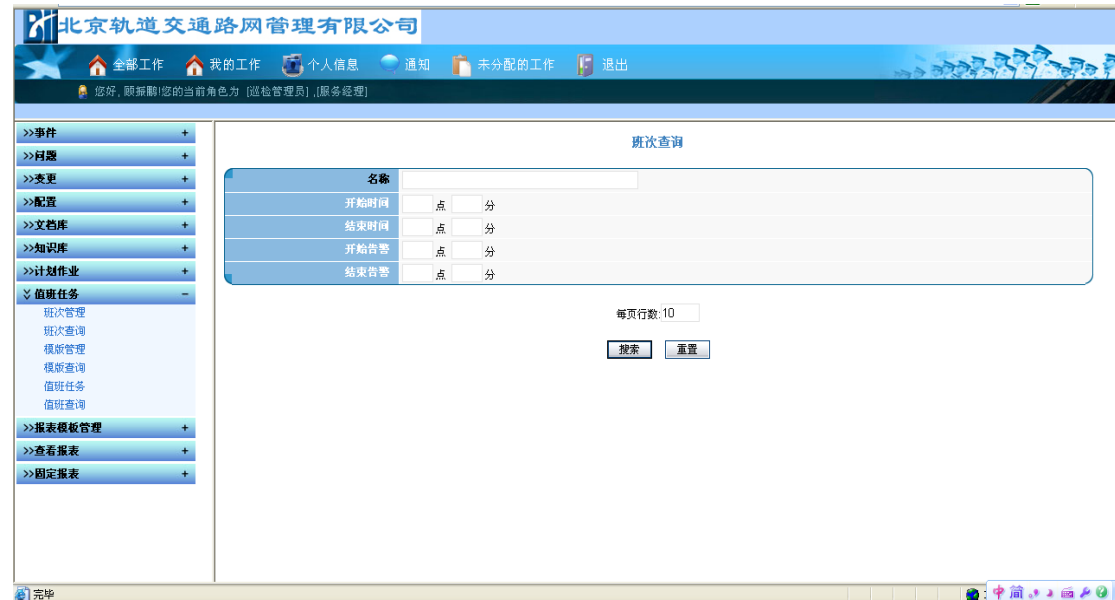 北京轨道交通路网管理有限公司
全部工作 我的工作 个人信息 通知 未分配的工作 退出
您好,顾振鹏!您的当前角色为 [巡检管理员],[服务经理]
>>事件 +
>>问题 +
>>变更 +
>>配置 +
>>文档库 +
>>知识库 +
>>计划作业 +
值班任务 -
班次管理
班次查询
模版管理
模版查询
值班任务
值班查询
>>报表模板管理 +
>>查看报表 +
>>固定报表 +
班次查询
名称
开始时间 点 分
结束时间 点 分
开始告警 点 分
结束告警 点 分
每页行数:10
搜索 重置
完毕
中 简